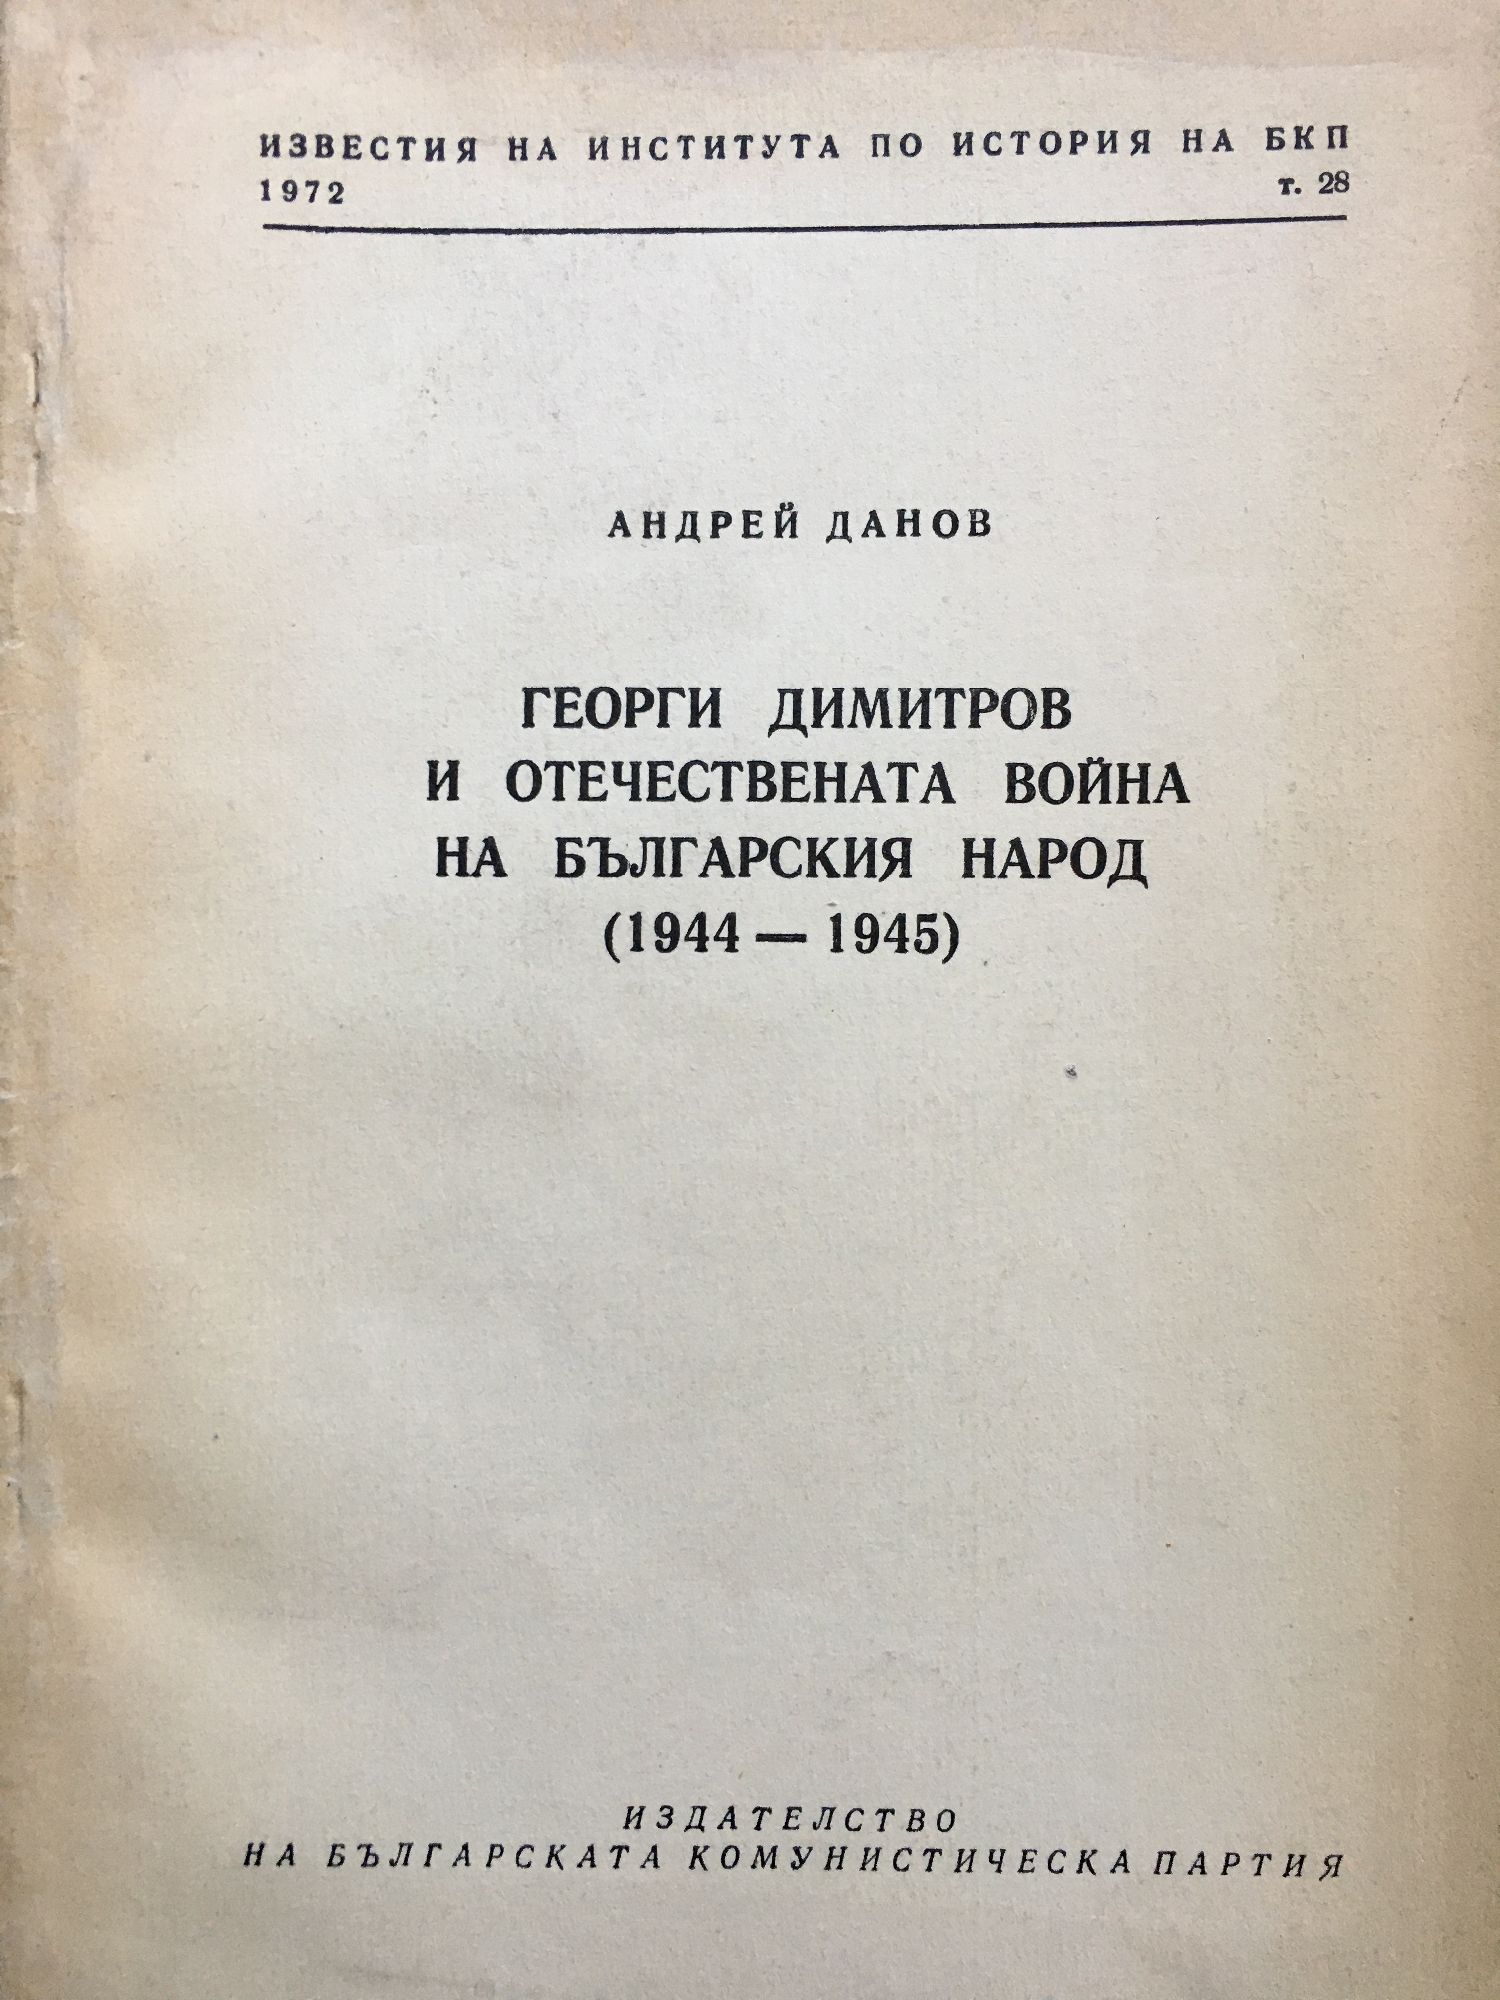 ИЗВЕСТИЯ НА ИНСТИТУТА ПО ИСТОРИЯ НА БКП
1972 т. 28
АНДРЕЙ ДАНОВ
ГЕОРГИ ДИМИТРОВ
И ОТЕЧЕСТВЕНАТА ВОЙНА
НА БЪЛГАРСКИЯ НАРОД
(1944 — 1945)
ИЗДАТЕЛСТВО
НА БЪЛГАРСКАТА КОМУНИСТИЧЕСКА ПАРТИЯ